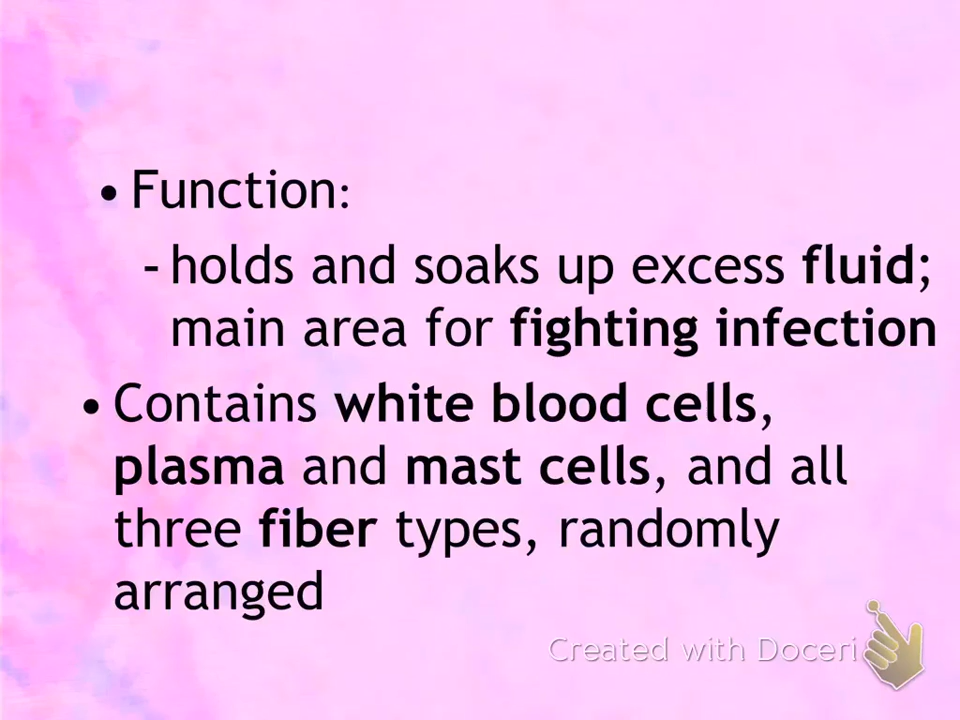 • Function:
- holds and soaks up excess fluid;
main area for fighting infection
• Contains white blood cells,
plasma and mast cells, and all
three fiber types, randomly
arranged
Created with Doceri